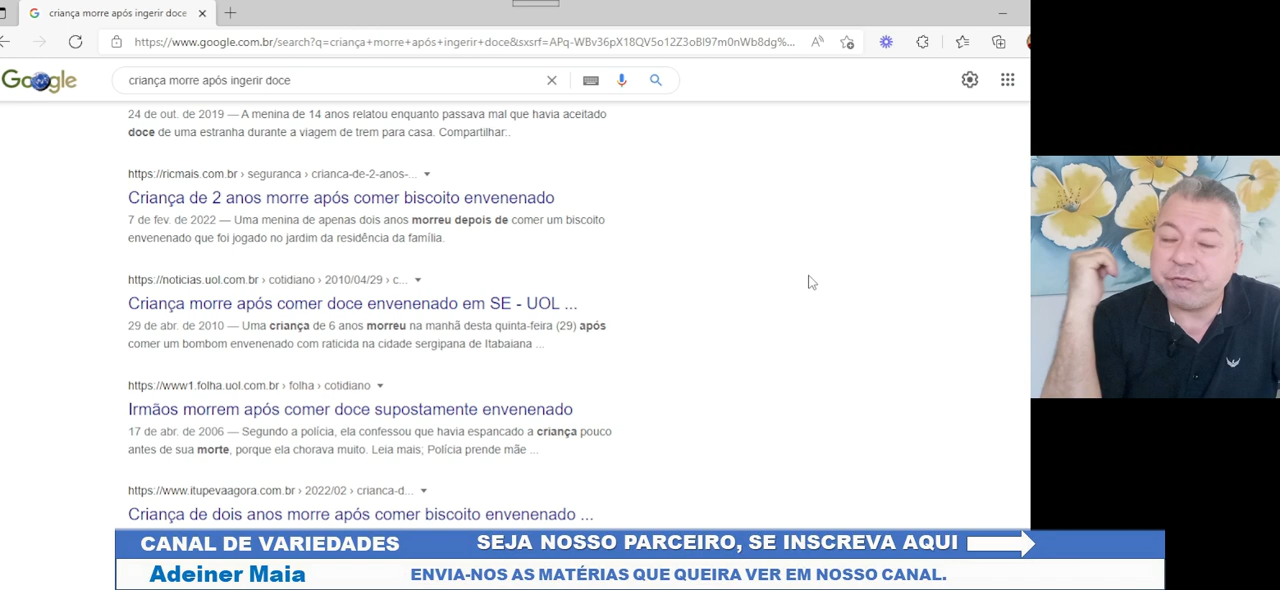 criança morre após ingerir doce
https://www.google.com.br/search?q=criança+morre+após+ingerir+doce&sxsrf=APq-WBv36pX18QV5o12Z3oBl97m0nWb8dg%...
Google
criança morre após ingerir doce
24 de out. de 2019 — A menina de 14 anos relatou enquanto passava mal que havia aceitado
doce de uma estranha durante a viagem de trem para casa. Compartilhar..
https://ricmais.com.br › seguranca › crianca-de-2-anos-...
Criança de 2 anos morre após comer biscoito envenenado
7 de fev. de 2022 — Uma menina de apenas dois anos morreu depois de comer um biscoito
envenenado que foi jogado no jardim da residência da família.
https://noticias.uol.com.br › cotidiano › 2010/04/29 › c...
Criança morre após comer doce envenenado em SE - UOL ...
29 de abr. de 2010 — Uma criança de 6 anos morreu na manhã desta quinta-feira (29) após
comer um bombom envenenado com raticida na cidade sergipana de Itabaiana ...
https://www1.folha.uol.com.br › folha › cotidiano
Irmãos morrem após comer doce supostamente envenenado
17 de abr. de 2006 — Segundo a polícia, ela confessou que havia espancado a criança pouco
antes de sua morte, porque ela chorava muito. Leia mais; Polícia prende mãe ...
https://www.itupevaagora.com.br › 2022/02 › crianca-d...
Criança de dois anos morre após comer biscoito envenenado ...
CANAL DE VARIEDADES
SEJA NOSSO PARCEIRO, SE INSCREVA AQUI
Adeiner Maia
ENVIA-NOS AS MATÉRIAS QUE QUEIRA VER EM NOSSO CANAL.